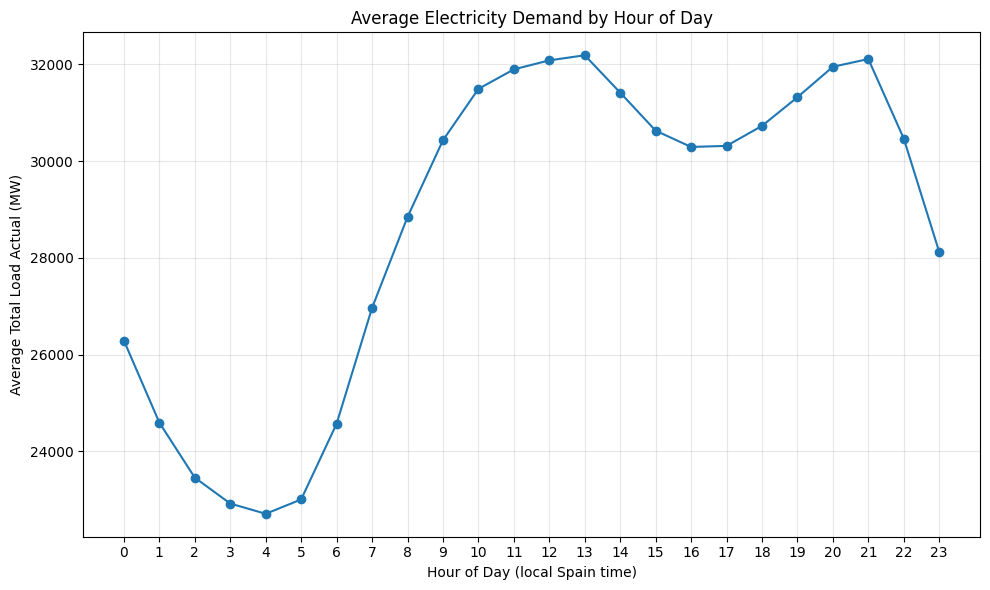 Average Electricity Demand by Hour of Day
Average Total Load Actual (MW)
32000
30000
28000
26000
24000
0 1 2 3 4 5 6 7 8 9 10 11 12 13 14 15 16 17 18 19 20 21 22 23
Hour of Day (local Spain time)